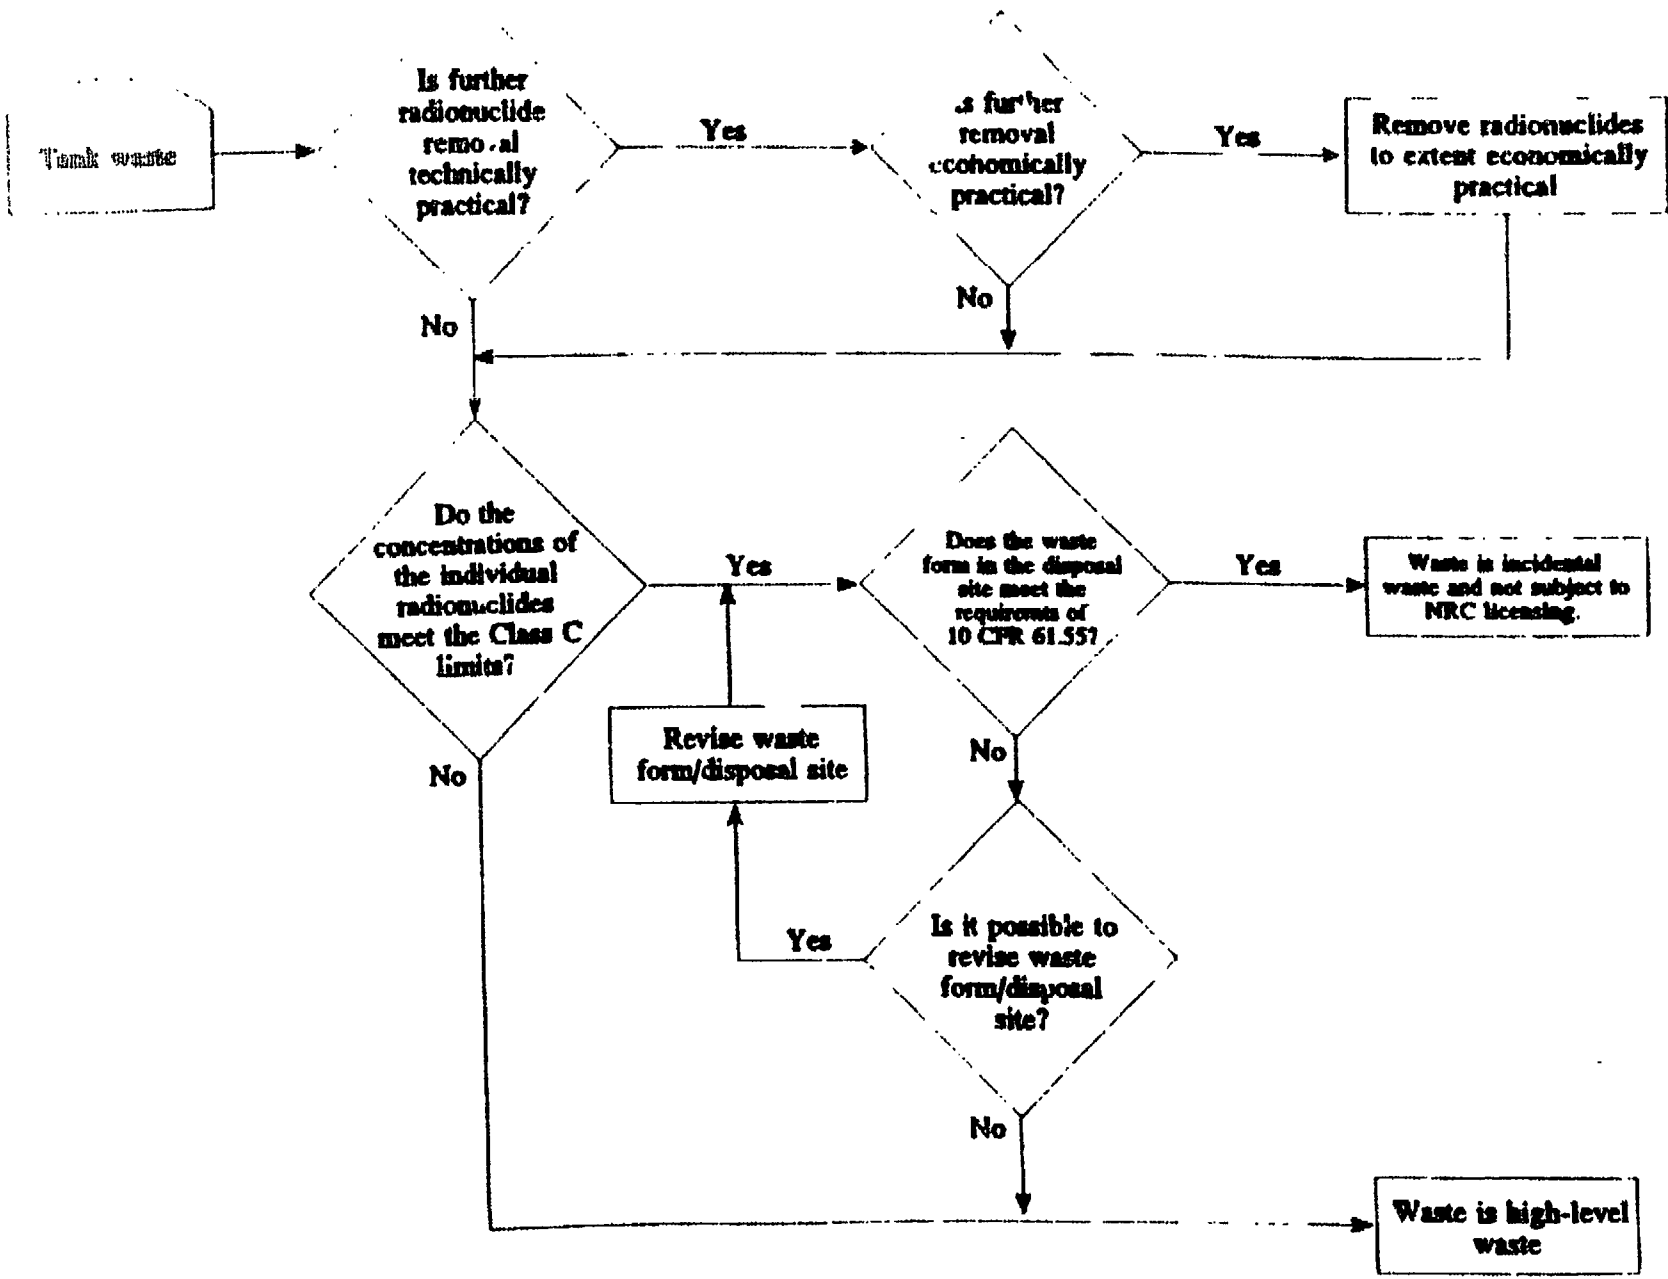 Tank waste
Is further
radionuclide
removal
technically
practical?
Yes
No
Is further
removal
economically
practical?
Yes
No
Remove radionuclides
to extent economically
practical
Do the
concentrations of
the individual
radionuclides
meet the Class C
limits?
Yes
No
Does the waste
form in the disposal
site meet the
requiremts of
10 CFR 61.55?
Yes
No
Waste is incidental
waste and not subject to
NRC licensing.
Revise waste
form/disposal site
Is it possible to
revise waste
form/disposal
site?
Yes
No
Waste is high-level
waste